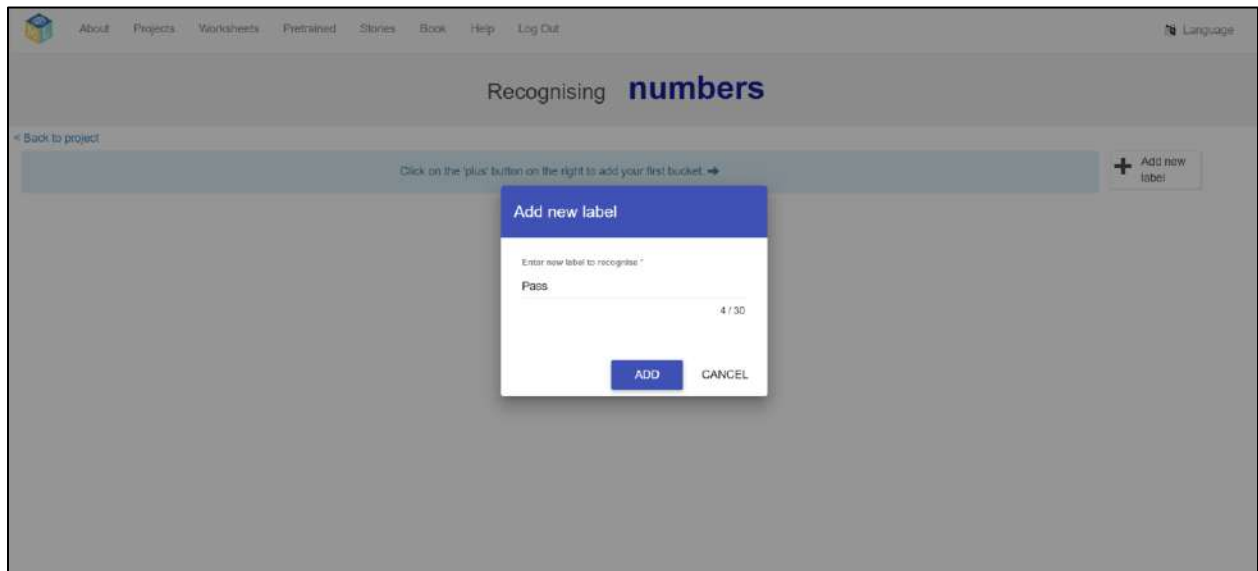 About Projects Worksheets Pretrained Stories Book Help Log Out Language
Recognising numbers
< Back to project
Click on the 'plus' button on the right to add your first bucket. ➔
+ Add new
label
Add new label
Enter new label to recognise *
Pass
4 / 30
ADD CANCEL